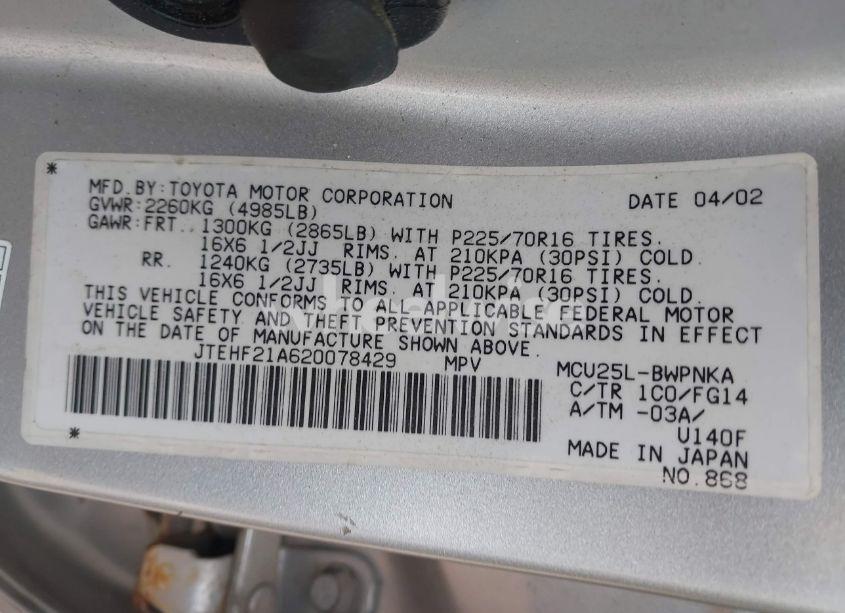 MFD.BY:TOYOTA MOTOR CORPORATION DATE 04/02
GVWR:2260KG (4985LB)
GAWR:FRT. 1300KG (2865LB) WITH P225/70R16 TIRES.
16X6 1/2JJ RIMS. AT 210KPA (30PSI) COLD.
RR. 1240KG (2735LB) WITH P225/70R16 TIRES.
16X6 1/2JJ RIMS. AT 210KPA (30PSI) COLD.
THIS VEHICLE CONFORMS TO ALL APPLICABLE FEDERAL MOTOR
VEHICLE SAFETY AND THEFT PREVENTION STANDARDS IN EFFECT
ON THE DATE OF MANUFACTURE SHOWN ABOVE.
JTEHF21A620078429 MPV
MCU25L-BWPNKA
C/TR 1C0/FG14
A/TM -03A/
U140F
MADE IN JAPAN
NO.868